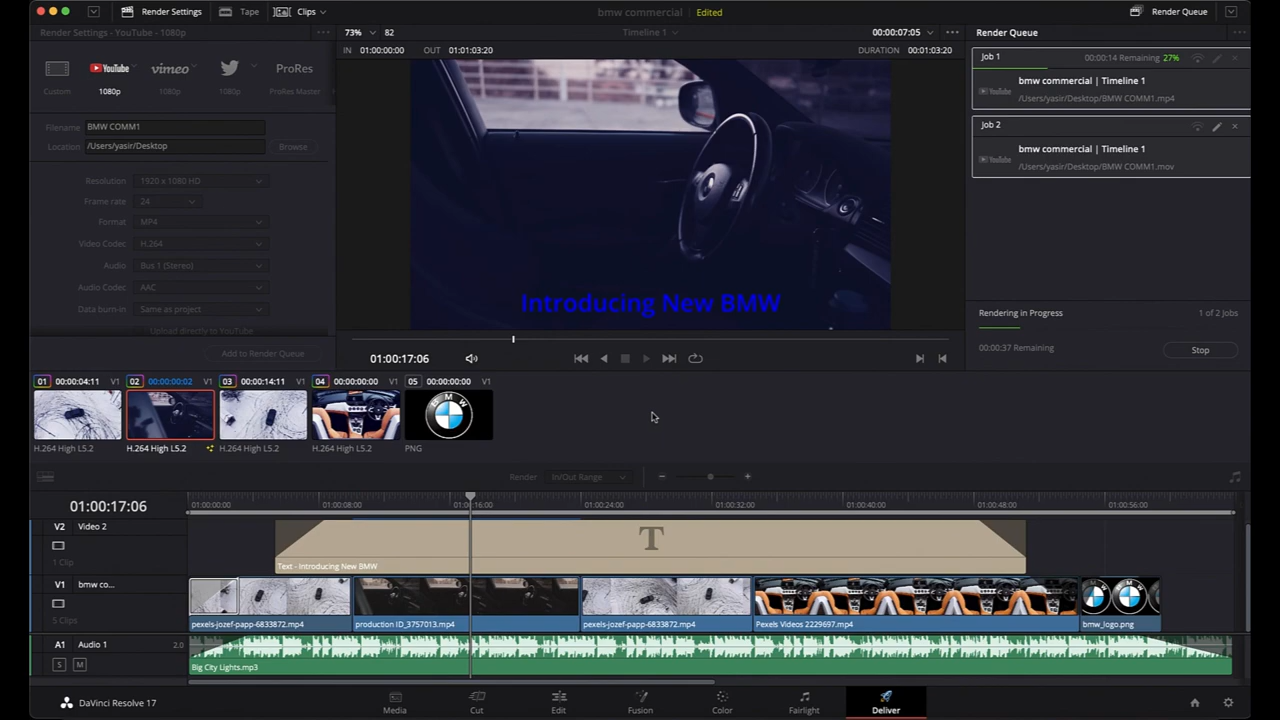 Render Settings
Tape
Clips
bmw commercial
Edited
Render Queue
Render Settings - YouTube - 1080p
73%
82
Timeline 1
00:00:07:05
Render Queue
IN 01:00:00:00
OUT 01:01:03:20
DURATION 00:01:03:20
Job 1
00:00:14 Remaining 27%
YouTube
vimeo
ProRes
Custom
1080p
1080p
1080p
ProRes Master
bmw commercial | Timeline 1
YouTube
/Users/yasir/Desktop/BMW COMM1.mp4
Filename BMW COMM1
Location /Users/yasir/Desktop
Browse
Job 2
bmw commercial | Timeline 1
YouTube
/Users/yasir/Desktop/BMW COMM1.mov
Resolution 1920 x 1080 HD
Frame rate 24
Format MP4
Video Codec H.264
Audio Bus 1 (Stereo)
Audio Codec AAC
Data burn-in Same as project
Upload directly to YouTube
Add to Render Queue
Introducing New BMW
Rendering in Progress
1 of 2 Jobs
00:00:37 Remaining
Stop
01:00:17:06
01 00:00:04:11 V1
02 00:00:00:02 V1
03 00:00:14:11 V1
04 00:00:00:00 V1
05 00:00:00:00 V1
BMW
H.264 High L5.2
H.264 High L5.2
H.264 High L5.2
H.264 High L5.2
PNG
Render In/Out Range
01:00:17:06
01:00:00:00
01:00:08:00
01:00:16:00
01:00:24:00
01:00:32:00
01:00:40:00
01:00:48:00
01:00:56:00
V2 Video 2
1 Clip
T
Text - Introducing New BMW
V1 bmw co...
5 Clips
pexels-jozef-papp-6833872.mp4
production ID_3757013.mp4
pexels-jozef-papp-6833872.mp4
Pexels Videos 2229697.mp4
bmw_logo.png
A1 Audio 1 2.0
S M
Big City Lights.mp3
DaVinci Resolve 17
Media
Cut
Edit
Fusion
Color
Fairlight
Deliver